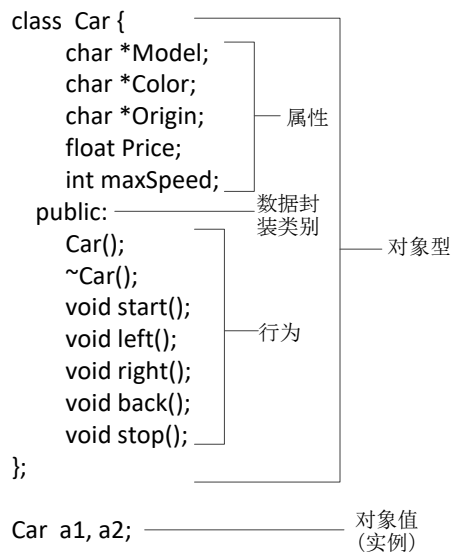 class Car {
char *Model;
char *Color;
char *Origin;
属性
float Price;
int maxSpeed;
public:
数据封
装类别
Car();
对象型
~Car();
void start();
void left();
行为
void right();
void back();
void stop();
};
Car a1, a2;
对象值
(实例)